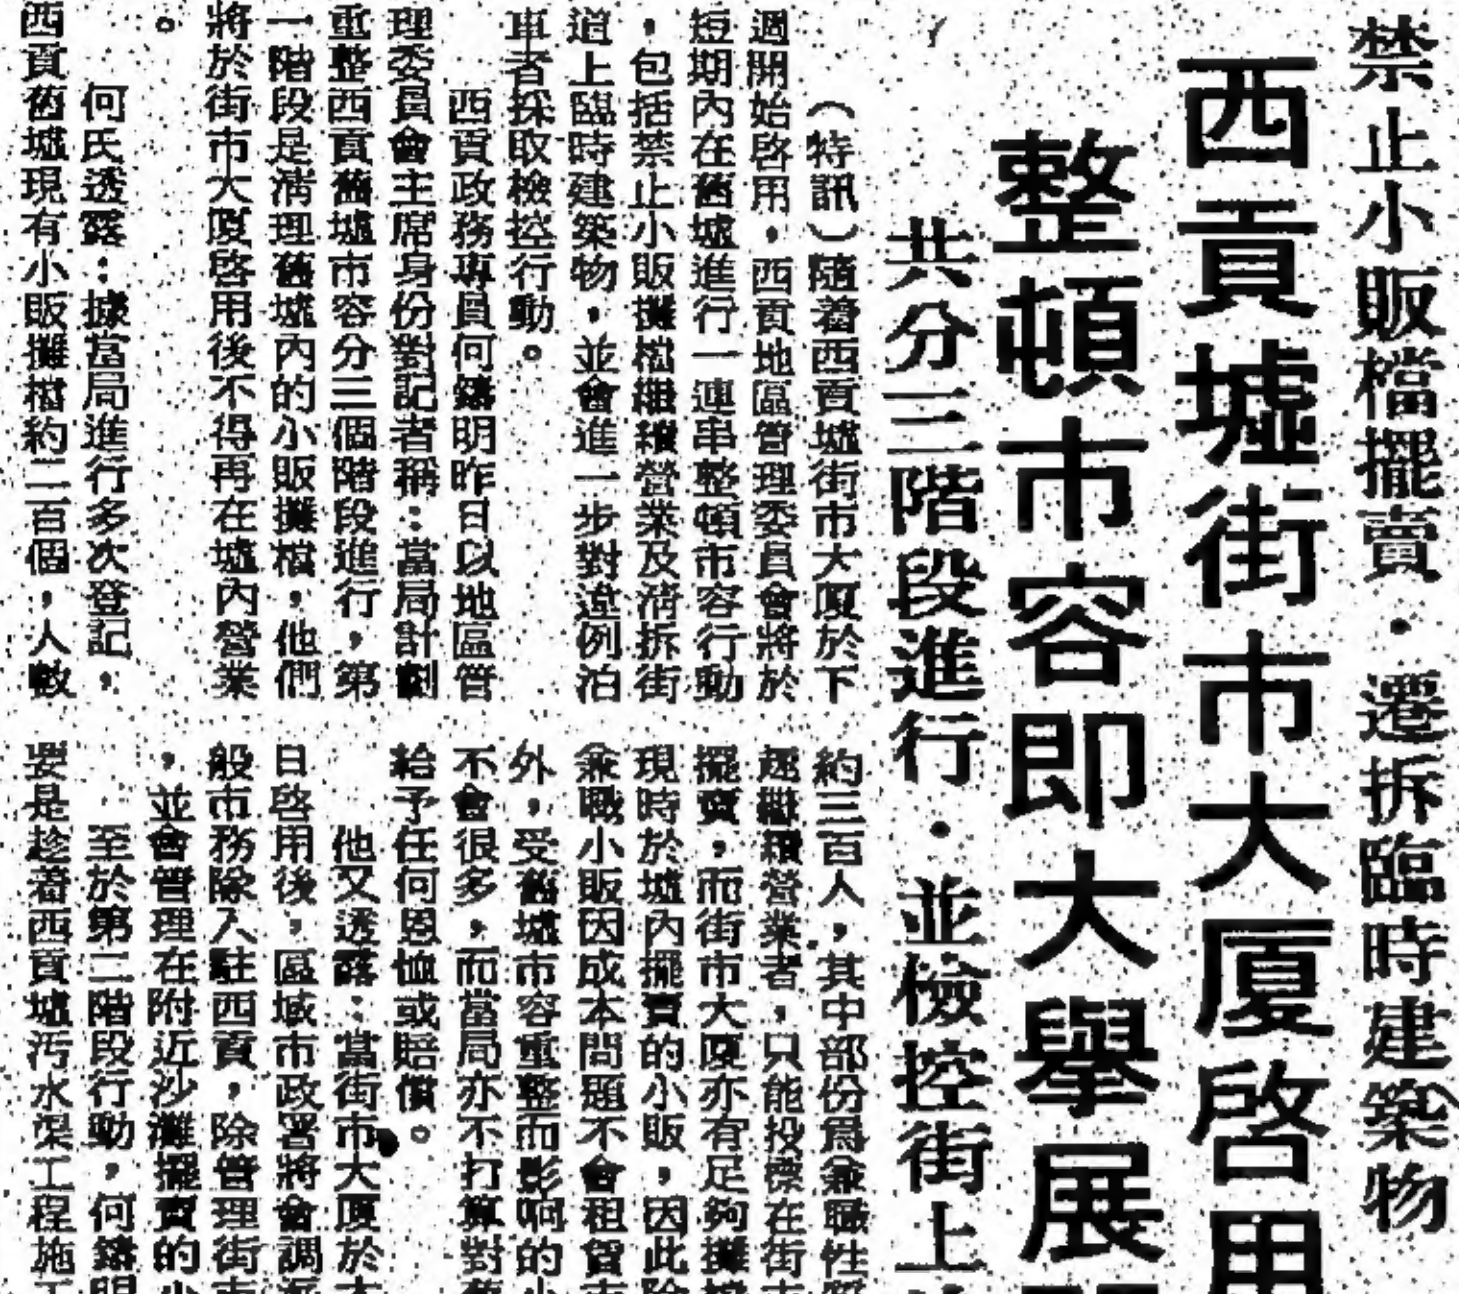 禁止小販檔擺賣・遷拆臨時建築物
西貢墟街市大厦啓用
整頓市容即大舉展
共分三階段進行・並檢控街上
（特訊）隨着西貢墟街市大厦於下
週開始啓用，西貢地區管理委員會將於
短期內在舊墟進行一連串整頓市容行動
，包括禁止小販攤檔繼續營業及清拆街
道上臨時建築物，並會進一步對違例泊
車者採取檢控行動。
西貢政務專員何鑄明昨日以地區管
理委員會主席身份對記者稱：當局計劃
重整西貢舊墟市容分三個階段進行，第
一階段是清理舊墟內的小販攤檔，他們
將於街市大厦啓用後不得再在墟內營業
。
何氏透露：據當局進行多次登記，
西貢舊墟現有小販攤檔約二百個，人數
約三百人，其中部份爲兼職性質
繼續營業者，只能投標在街市
擺賣，而街市大厦亦有足夠攤檔
現時於墟內擺賣的小販，因此除
兼職小販因成本問題不會租賃市
外，受舊墟市容重整而影响的小
不會很多，而當局亦不打算對舊
給予任何恩恤或賠償。
他又透露：當街市大厦於本
日啓用後，區域市政署將會調派
般市務隊入駐西貢，除管理街市
，並會管理在附近沙灘擺賣的小
至於第二階段行動，何鑄明
要是趁着西貢墟污水渠工程施工